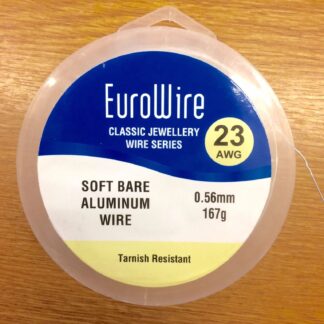 EuroWire
CLASSIC JEWELLERY
WIRE SERIES
23
AWG
SOFT BARE
ALUMINUM
WIRE
0.56mm
167g
Tarnish Resistant